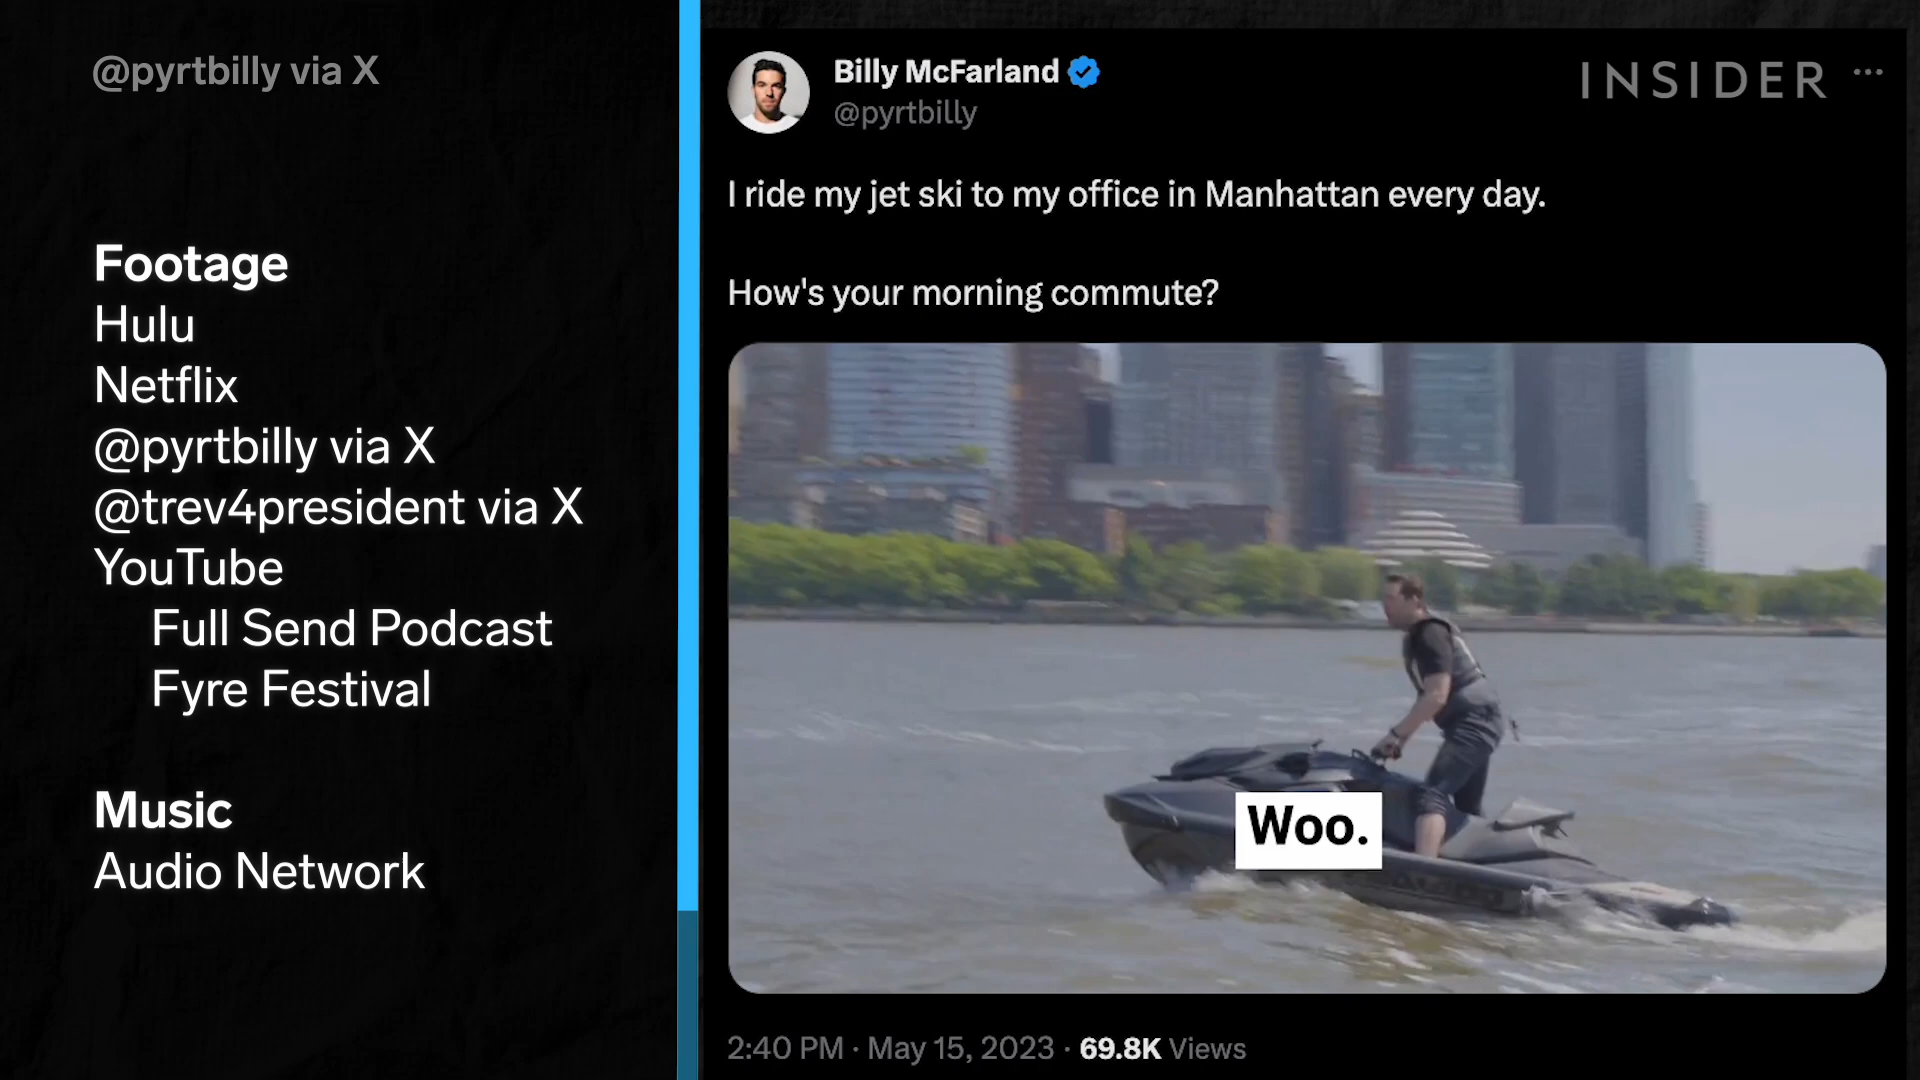 @pyrtbilly via X
Footage
Hulu
Netflix
@pyrtbilly via X
@trev4president via X
YouTube
Full Send Podcast
Fyre Festival
Music
Audio Network
Billy McFarland
@pyrtbilly
INSIDER
I ride my jet ski to my office in Manhattan every day.
How's your morning commute?
Woo.
2:40 PM · May 15, 2023 · 69.8K Views